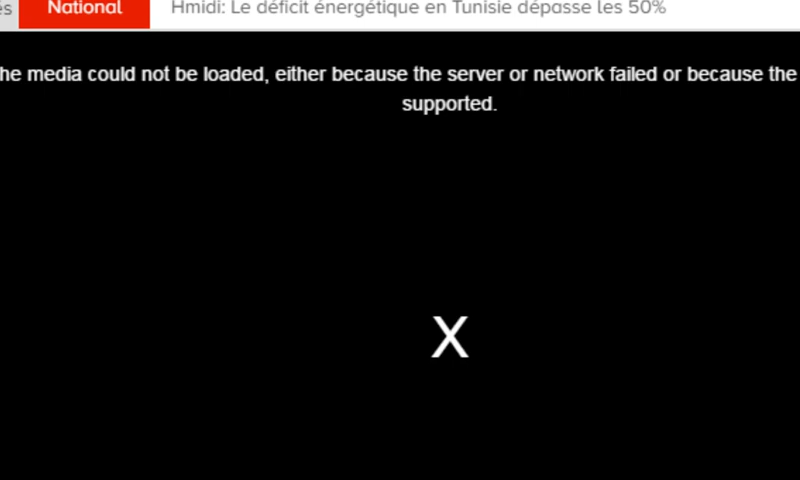 és National Hmidi: Le déficit énergétique en Tunisie dépasse les 50%
he media could not be loaded, either because the server or network failed or because the
supported.
X